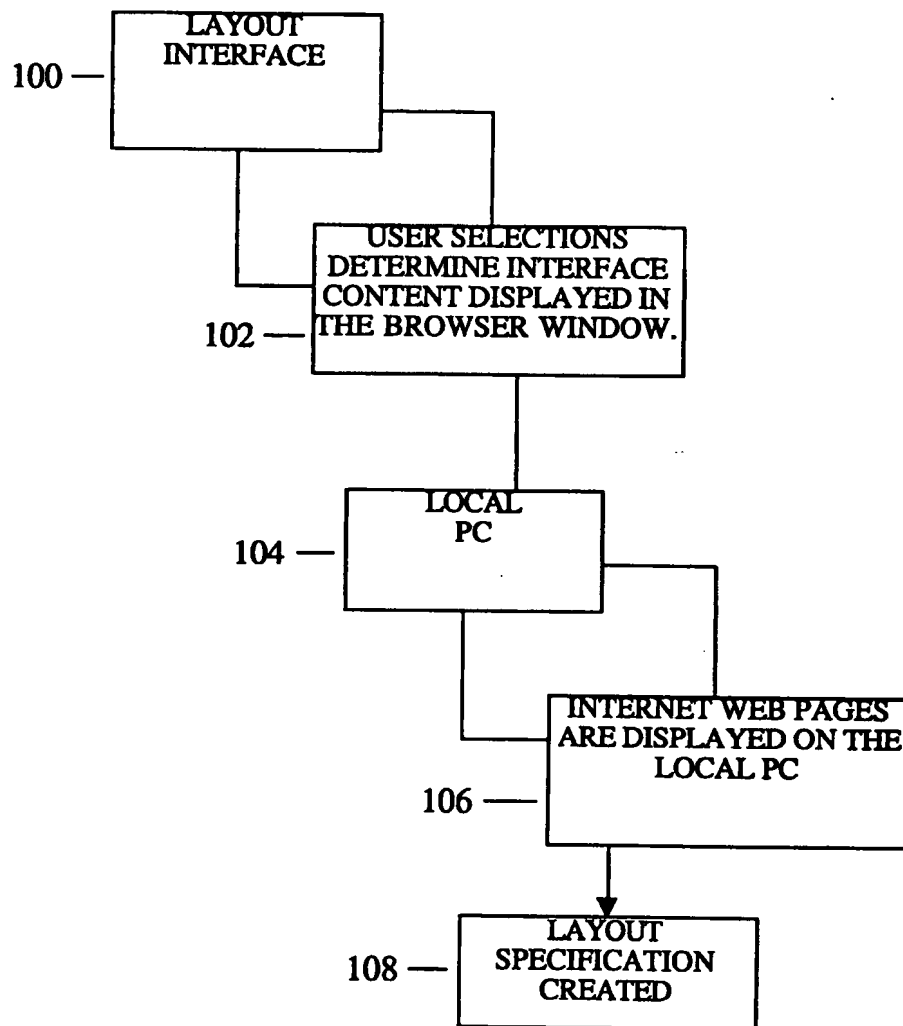 LAYOUT
INTERFACE
100
USER SELECTIONS
DETERMINE INTERFACE
CONTENT DISPLAYED IN
THE BROWSER WINDOW.
102
LOCAL
PC
104
INTERNET WEB PAGES
ARE DISPLAYED ON THE
LOCAL PC
106
LAYOUT
SPECIFICATION
CREATED
108